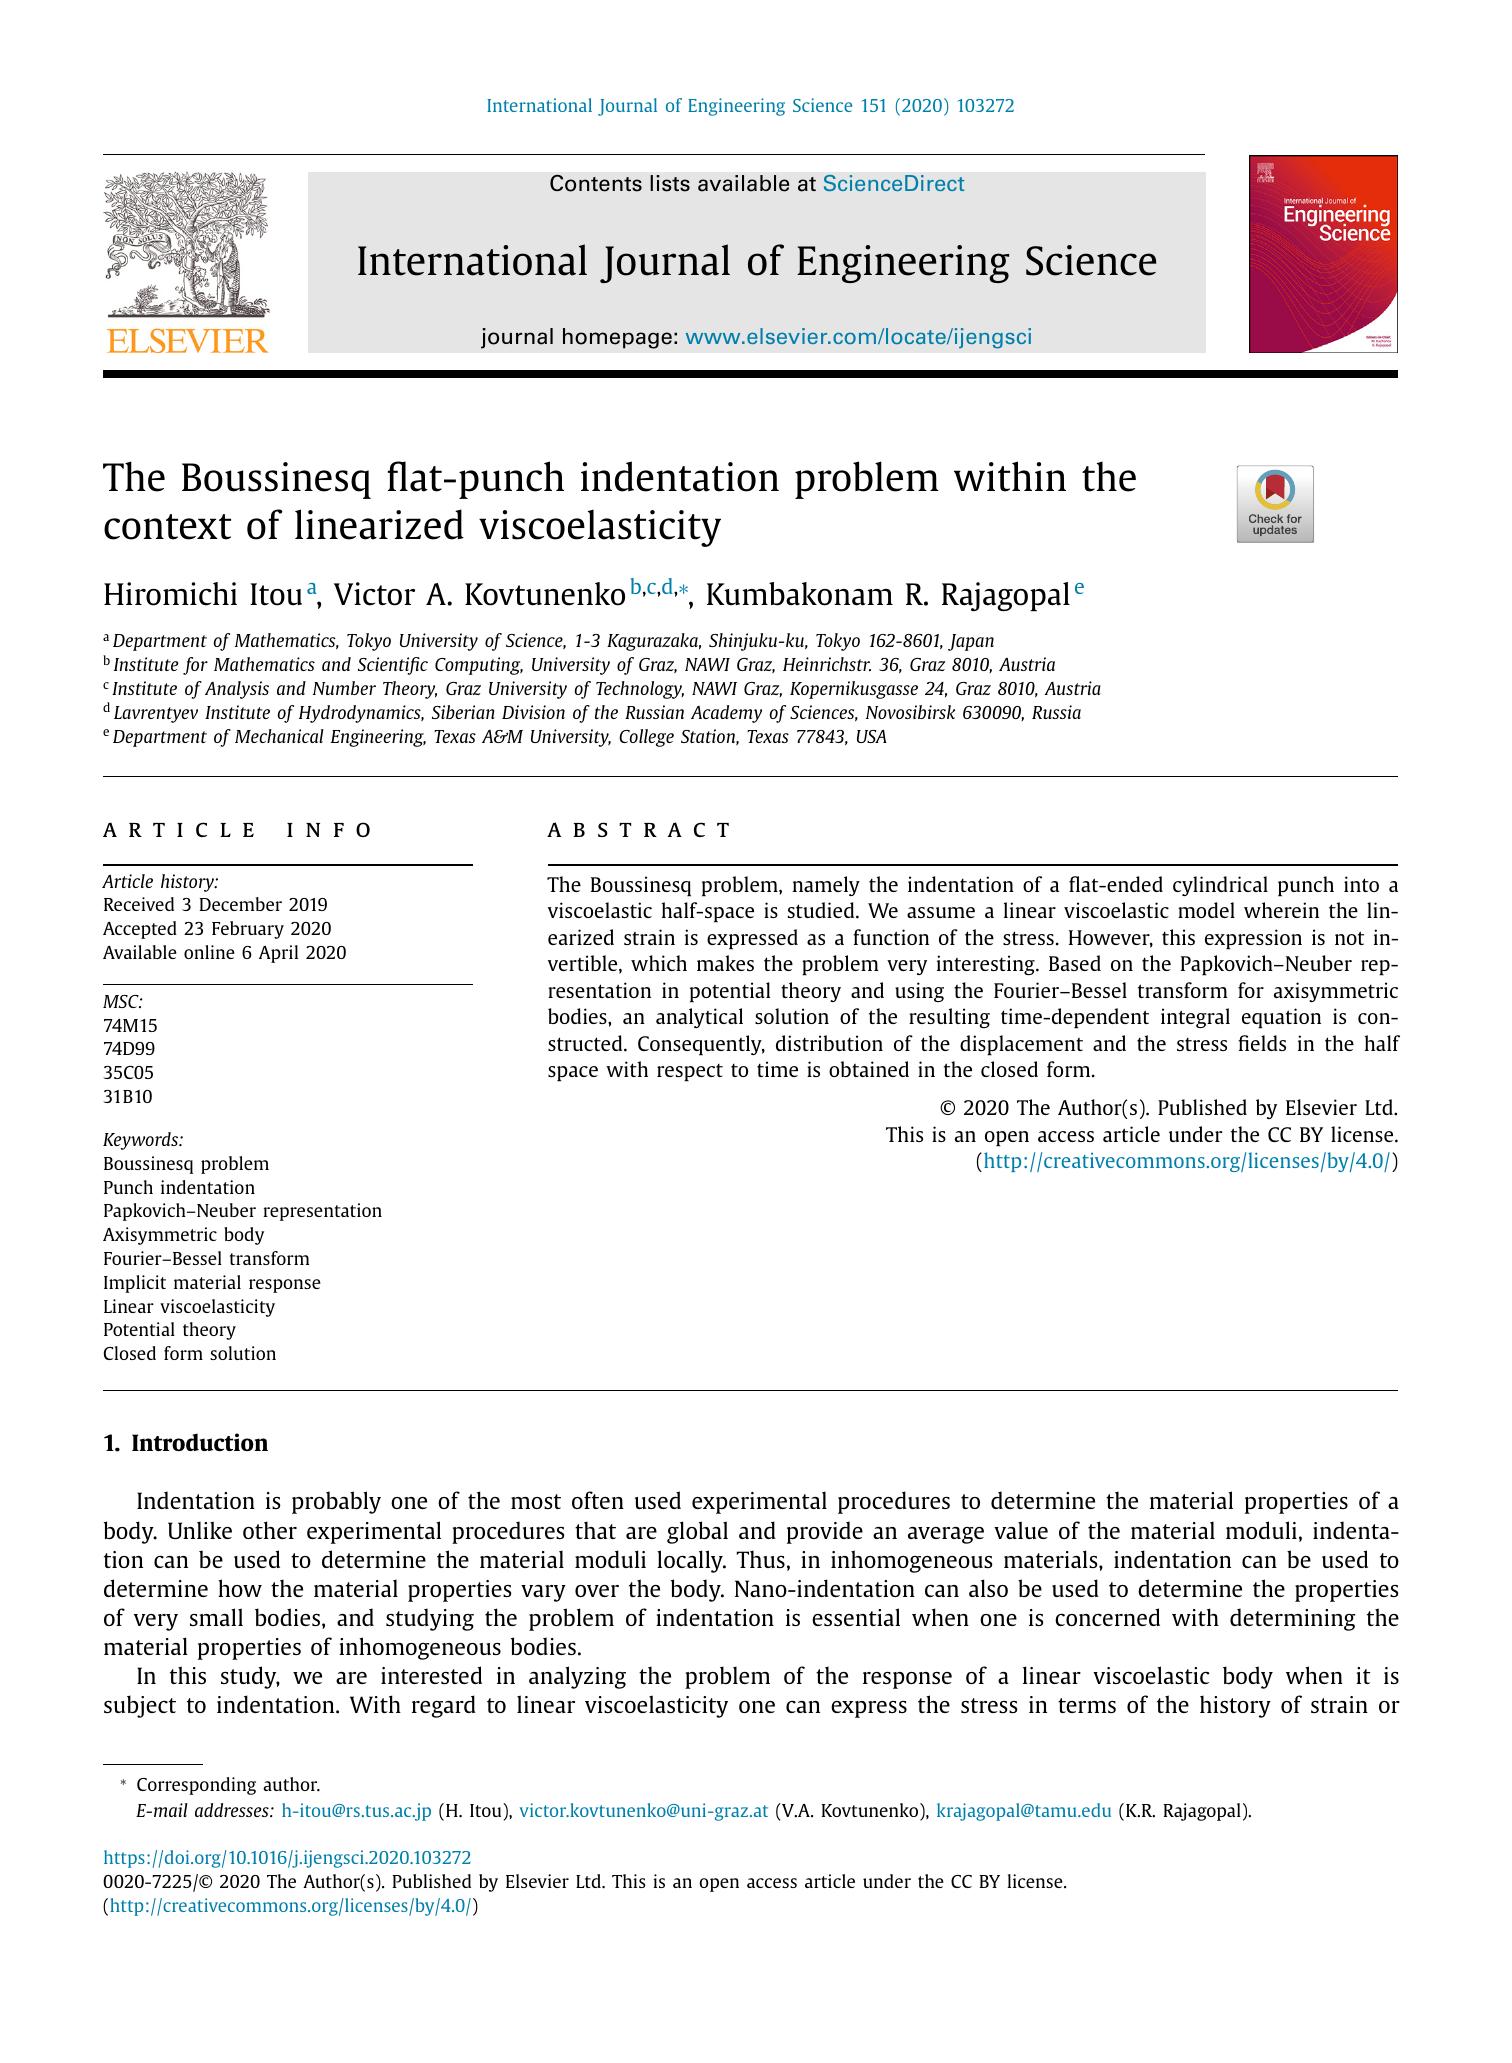 International Journal of Engineering Science 151 (2020) 103272
Contents lists available at ScienceDirect
International Journal of Engineering Science
journal homepage: www.elsevier.com/locate/ijengsci
NON SOLUS
ELSEVIER
International Journal of
Engineering
Science
The Boussinesq flat-punch indentation problem within the
context of linearized viscoelasticity
Check for
updates
Hiromichi Itou a, Victor A. Kovtunenko b,c,d,*, Kumbakonam R. Rajagopal e
a Department of Mathematics, Tokyo University of Science, 1-3 Kagurazaka, Shinjuku-ku, Tokyo 162-8601, Japan
b Institute for Mathematics and Scientific Computing, University of Graz, NAWI Graz, Heinrichstr. 36, Graz 8010, Austria
c Institute of Analysis and Number Theory, Graz University of Technology, NAWI Graz, Kopernikusgasse 24, Graz 8010, Austria
d Lavrentyev Institute of Hydrodynamics, Siberian Division of the Russian Academy of Sciences, Novosibirsk 630090, Russia
e Department of Mechanical Engineering, Texas A&M University, College Station, Texas 77843, USA
ARTICLE INFO
Article history:
Received 3 December 2019
Accepted 23 February 2020
Available online 6 April 2020
MSC:
74M15
74D99
35C05
31B10
Keywords:
Boussinesq problem
Punch indentation
Papkovich–Neuber representation
Axisymmetric body
Fourier–Bessel transform
Implicit material response
Linear viscoelasticity
Potential theory
Closed form solution
ABSTRACT
The Boussinesq problem, namely the indentation of a flat-ended cylindrical punch into a
viscoelastic half-space is studied. We assume a linear viscoelastic model wherein the lin-
earized strain is expressed as a function of the stress. However, this expression is not in-
vertible, which makes the problem very interesting. Based on the Papkovich–Neuber rep-
resentation in potential theory and using the Fourier–Bessel transform for axisymmetric
bodies, an analytical solution of the resulting time-dependent integral equation is con-
structed. Consequently, distribution of the displacement and the stress fields in the half
space with respect to time is obtained in the closed form.
© 2020 The Author(s). Published by Elsevier Ltd.
This is an open access article under the CC BY license.
(http://creativecommons.org/licenses/by/4.0/)
1. Introduction
Indentation is probably one of the most often used experimental procedures to determine the material properties of a
body. Unlike other experimental procedures that are global and provide an average value of the material moduli, indenta-
tion can be used to determine the material moduli locally. Thus, in inhomogeneous materials, indentation can be used to
determine how the material properties vary over the body. Nano-indentation can also be used to determine the properties
of very small bodies, and studying the problem of indentation is essential when one is concerned with determining the
material properties of inhomogeneous bodies.
In this study, we are interested in analyzing the problem of the response of a linear viscoelastic body when it is
subject to indentation. With regard to linear viscoelasticity one can express the stress in terms of the history of strain or
* Corresponding author.
E-mail addresses: h-itou@rs.tus.ac.jp (H. Itou), victor.kovtunenko@uni-graz.at (V.A. Kovtunenko), krajagopal@tamu.edu (K.R. Rajagopal).
https://doi.org/10.1016/j.ijengsci.2020.103272
0020-7225/© 2020 The Author(s). Published by Elsevier Ltd. This is an open access article under the CC BY license.
(http://creativecommons.org/licenses/by/4.0/)